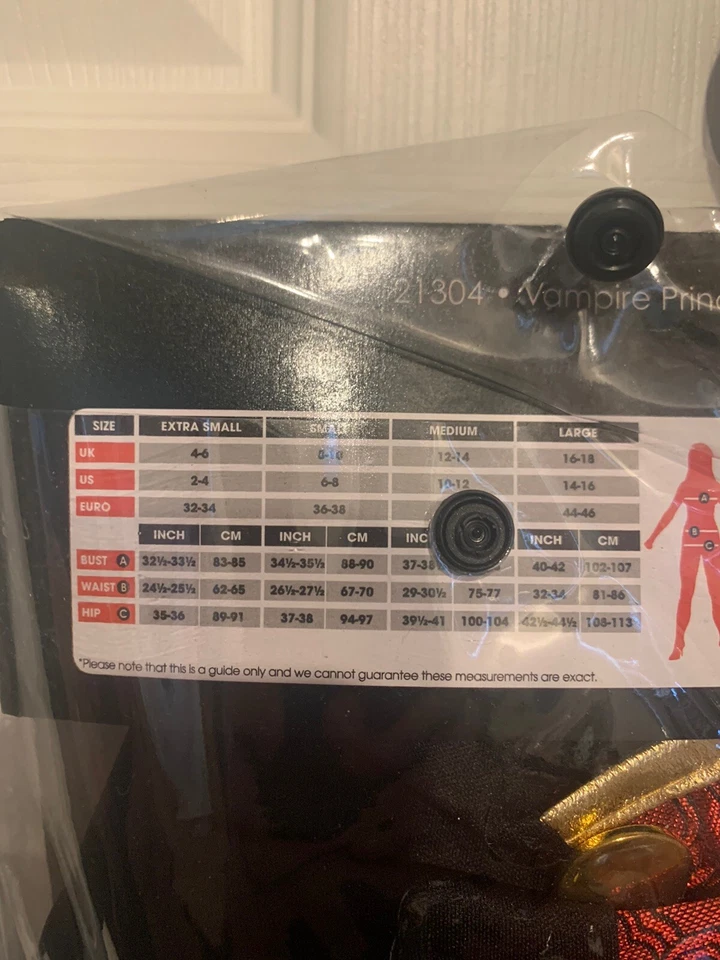 21304 • Vampire
SIZE EXTRA SMALL SMALL MEDIUM LARGE
UK 4-6 8-10 12-14 16-18
US 2-4 6-8 10-12 14-16
EURO 32-34 36-38 44-46
INCH CM INCH CM INCH CM
BUST A 32½-33½ 83-85 34½-35½ 88-90 40-42 102-107
WAIST B 24½-25½ 62-65 26½-27½ 67-70 29-30½ 75-77 32-34 81-86
HIP C 35-36 89-91 37-38 94-97 39½-41 100-104 42½-44½ 108-113
A
B
C
*Please note that this is a guide only and we cannot guarantee these measurements are exact.